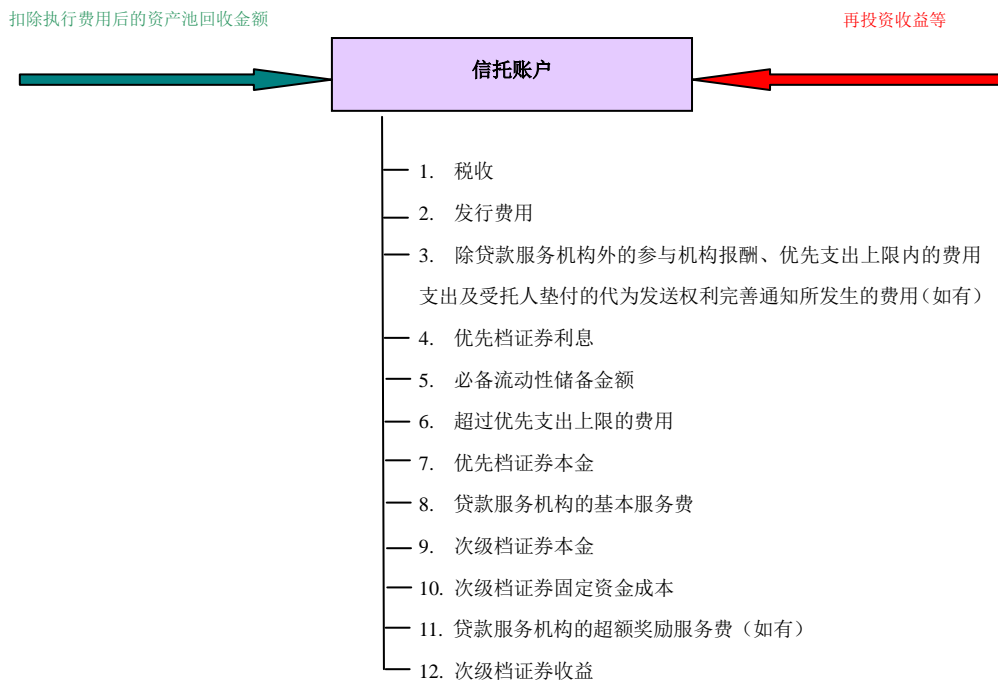 扣除执行费用后的资产池回收金额
再投资收益等
信托账户
1. 税收
2. 发行费用
3. 除贷款服务机构外的参与机构报酬、优先支出上限内的费用
支出及受托人垫付的代为发送权利完善通知所发生的费用（如有）
4. 优先档证券利息
5. 必备流动性储备金额
6. 超过优先支出上限的费用
7. 优先档证券本金
8. 贷款服务机构的基本服务费
9. 次级档证券本金
10. 次级档证券固定资金成本
11. 贷款服务机构的超额奖励服务费（如有）
12. 次级档证券收益